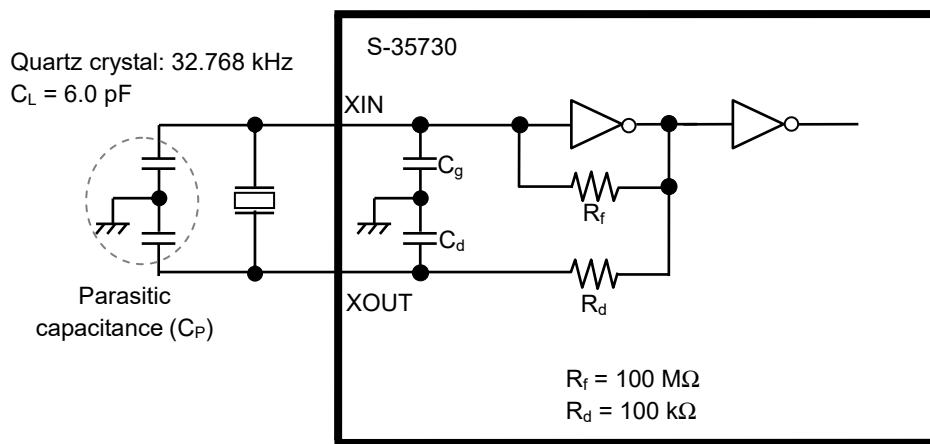 S-35730
Quartz crystal: 32.768 kHz
C_L = 6.0 pF
XIN
C_g
R_f
C_d
XOUT
R_d
Parasitic
capacitance (C_P)
R_f = 100 MΩ
R_d = 100 kΩ